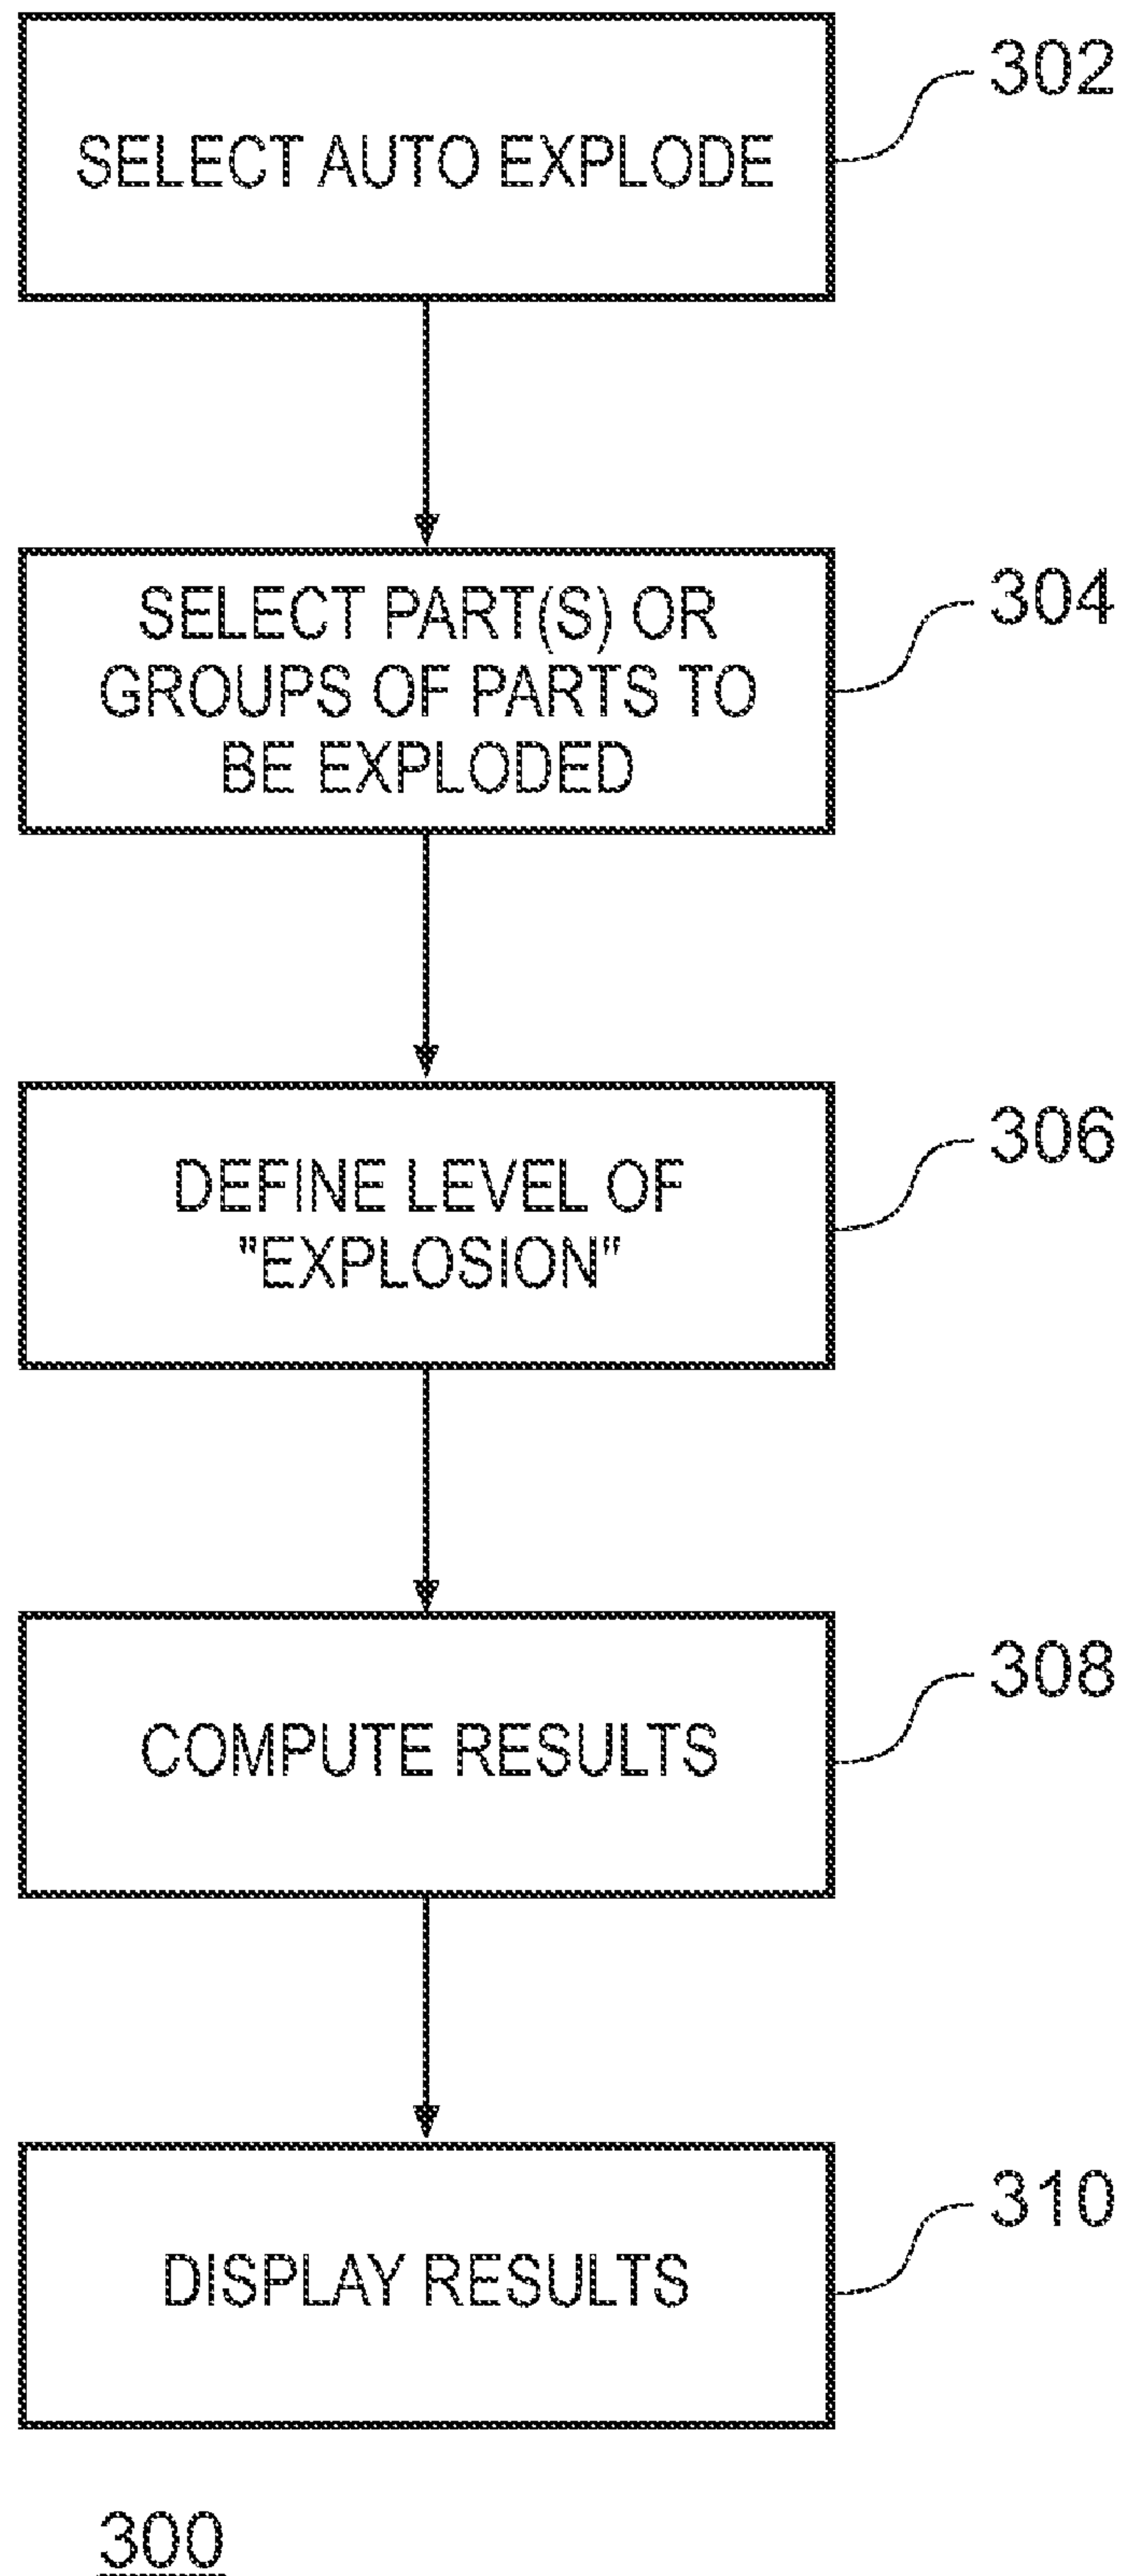 SELECT AUTO EXPLODE
302
SELECT PART(S) OR
GROUPS OF PARTS TO
BE EXPLODED
304
DEFINE LEVEL OF
"EXPLOSION"
306
COMPUTE RESULTS
308
DISPLAY RESULTS
310
300